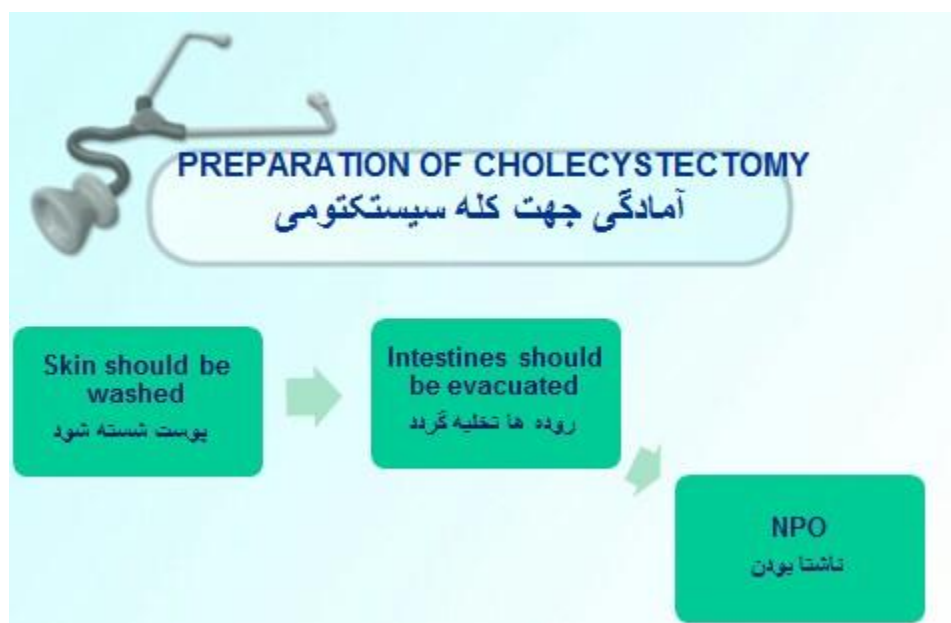 PREPARATION OF CHOLECYSTECTOMY
آمادگی جهت کله سیستکتومی
Skin should be
washed
پوست شسته شود
Intestines should
be evacuated
روده ها تخلیه گردد
NPO
ناشتا بودن